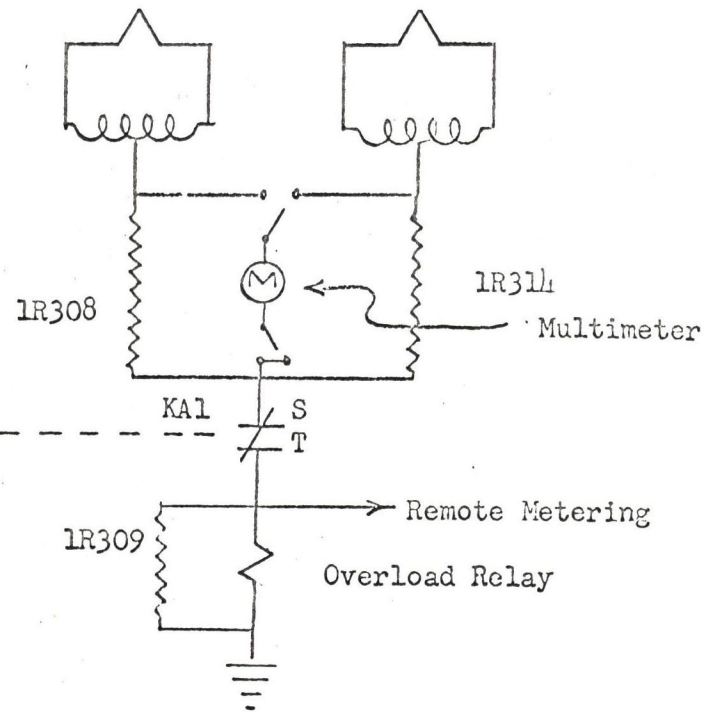 1R308
M
1R314
Multimeter
KA1 S
T
Remote Metering
1R309
Overload Relay